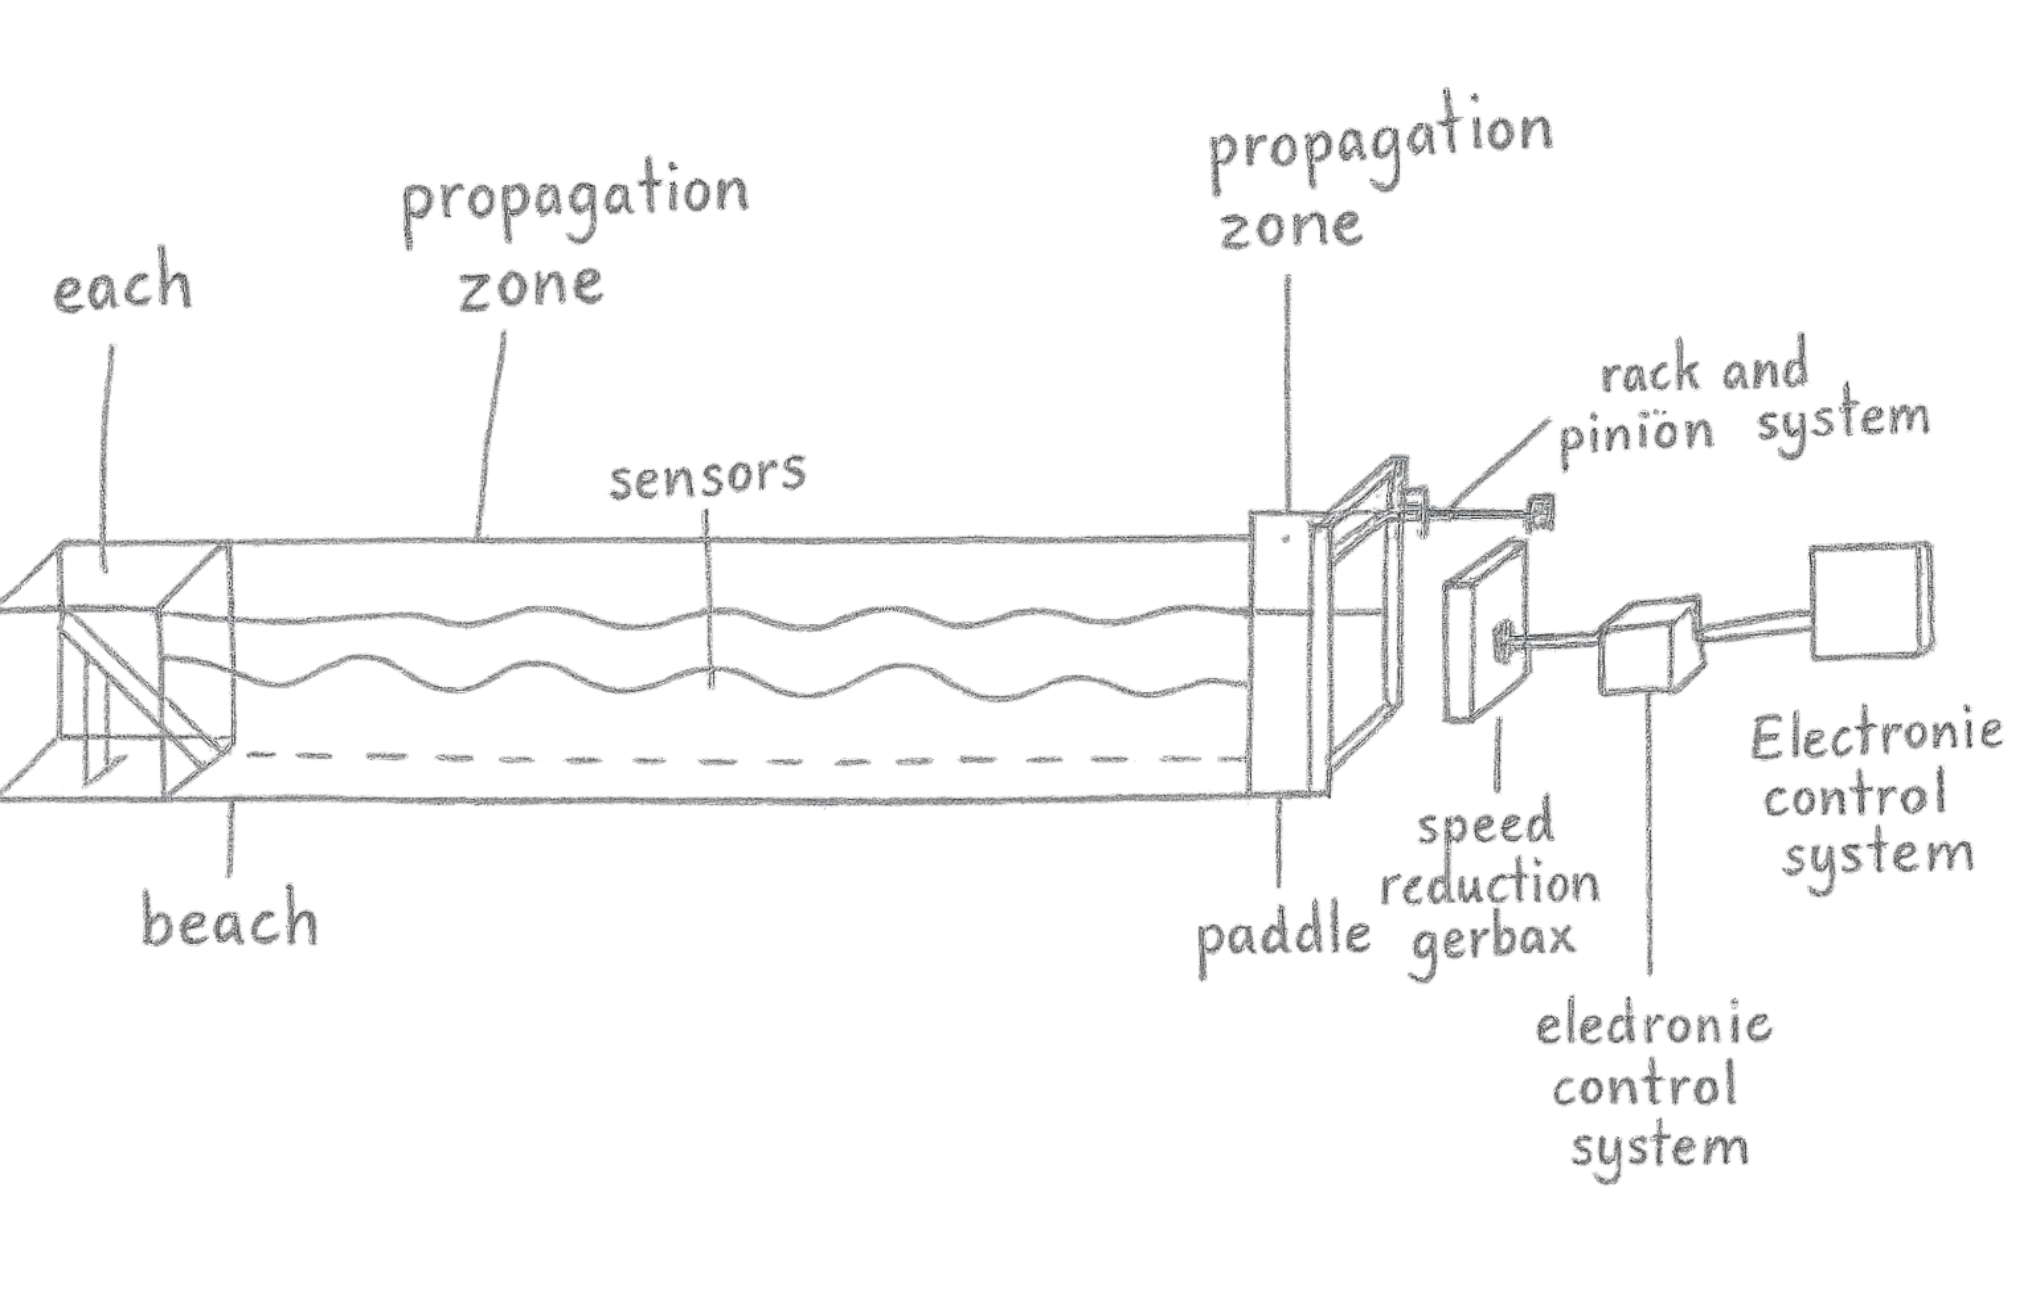 propagation
zone
propagation
zone
each
rack and
piniön system
sensors
Electronie
control
system
speed
reduction
gerbax
beach
paddle
eledronie
control
system